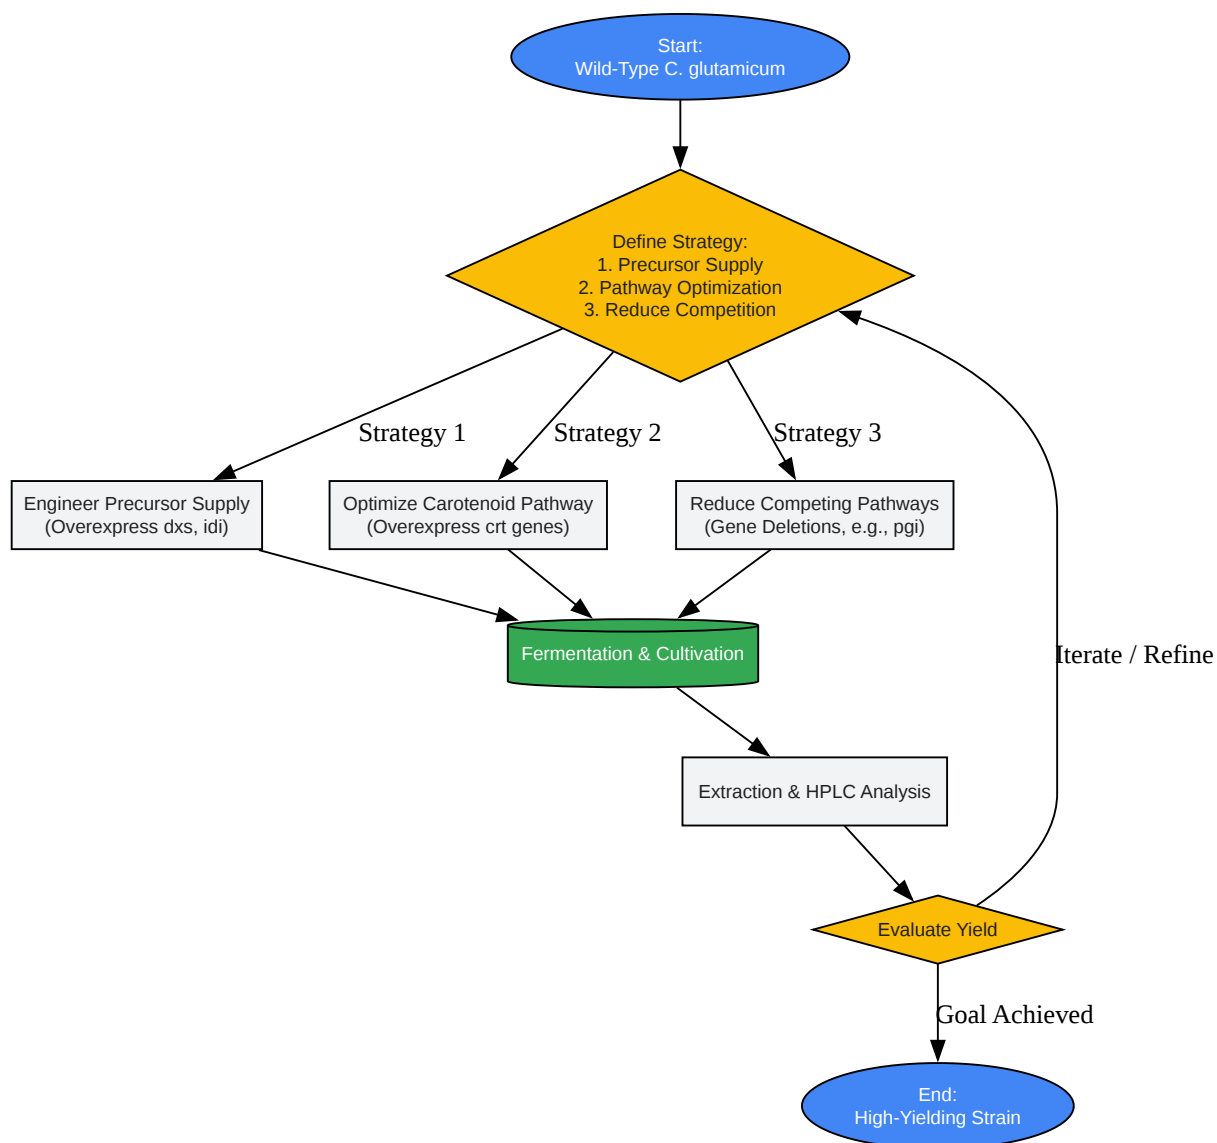 Start:
Wild-Type C. glutamicum
Define Strategy:
1. Precursor Supply
2. Pathway Optimization
3. Reduce Competition
Strategy 1
Strategy 2
Strategy 3
Engineer Precursor Supply
(Overexpress dxs, idi)
Optimize Carotenoid Pathway
(Overexpress crt genes)
Reduce Competing Pathways
(Gene Deletions, e.g., pgi)
Fermentation & Cultivation
Iterate / Refine
Extraction & HPLC Analysis
Evaluate Yield
Goal Achieved
End:
High-Yielding Strain